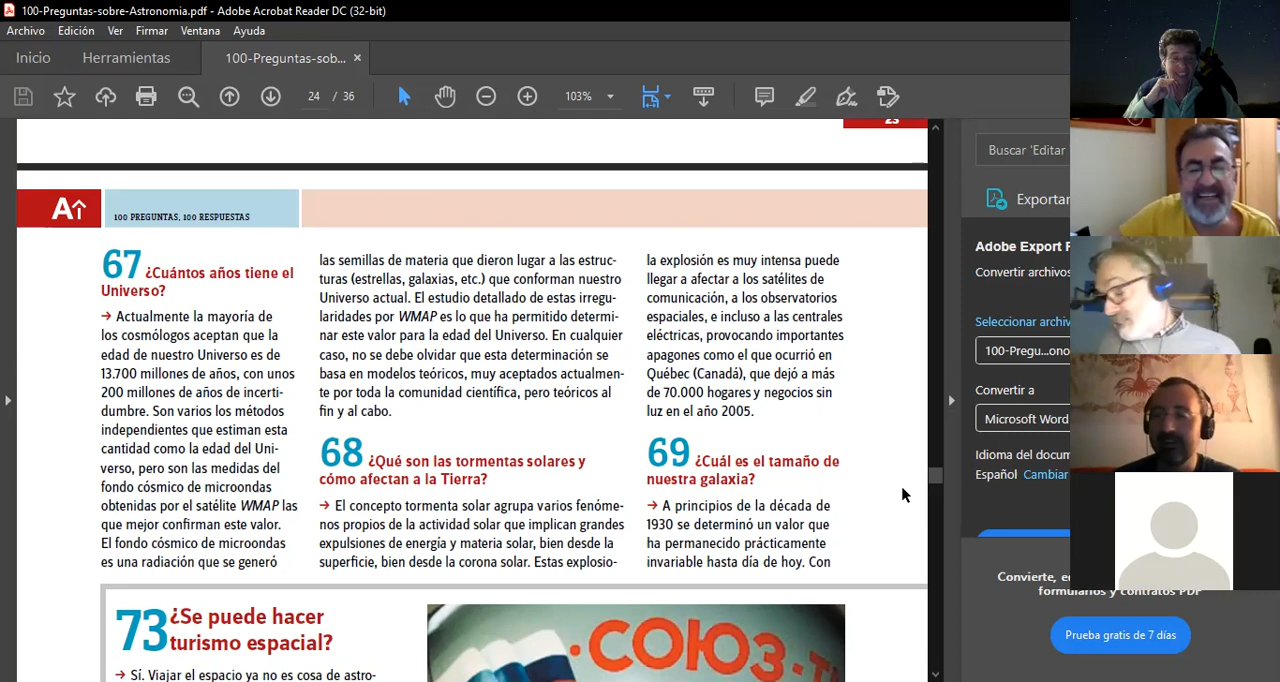 100-Preguntas-sobre-Astronomia.pdf - Adobe Acrobat Reader DC (32-bit)
Archivo Edición Ver Firmar Ventana Ayuda
Inicio Herramientas 100-Preguntas-sob... ×
24 / 36 103%
23
100 PREGUNTAS, 100 RESPUESTAS
67 ¿Cuántos años tiene el
Universo?
→ Actualmente la mayoría de
los cosmólogos aceptan que la
edad de nuestro Universo es de
13.700 millones de años, con unos
200 millones de años de incerti-
dumbre. Son varios los métodos
independientes que estiman esta
cantidad como la edad del Uni-
verso, pero son las medidas del
fondo cósmico de microondas
obtenidas por el satélite WMAP las
que mejor confirman este valor.
El fondo cósmico de microondas
es una radiación que se generó
las semillas de materia que dieron lugar a las estruc-
turas (estrellas, galaxias, etc.) que conforman nuestro
Universo actual. El estudio detallado de estas irregu-
laridades por WMAP es lo que ha permitido determi-
nar este valor para la edad del Universo. En cualquier
caso, no se debe olvidar que esta determinación se
basa en modelos teóricos, muy aceptados actualmen-
te por toda la comunidad científica, pero teóricos al
fin y al cabo.
68 ¿Qué son las tormentas solares y
cómo afectan a la Tierra?
→ El concepto tormenta solar agrupa varios fenóme-
nos propios de la actividad solar que implican grandes
expulsiones de energía y materia solar, bien desde la
superficie, bien desde la corona solar. Estas explosio-
la explosión es muy intensa puede
llegar a afectar a los satélites de
comunicación, a los observatorios
espaciales, e incluso a las centrales
eléctricas, provocando importantes
apagones como el que ocurrió en
Québec (Canadá), que dejó a más
de 70.000 hogares y negocios sin
luz en el año 2005.
69 ¿Cuál es el tamaño de
nuestra galaxia?
→ A principios de la década de
1930 se determinó un valor que
ha permanecido prácticamente
invariable hasta día de hoy. Con
73 ¿Se puede hacer
turismo espacial?
→ Sí. Viajar el espacio ya no es cosa de astro-
·СОЮЗ-ТМ
Buscar 'Editar
Exportar
Adobe Export P
Convertir archivos
Seleccionar archiv
100-Pregu...ono
Convertir a
Microsoft Word
Idioma del docum
Español Cambiar
Convierte, e
formularios y contratos PDF
Prueba gratis de 7 días